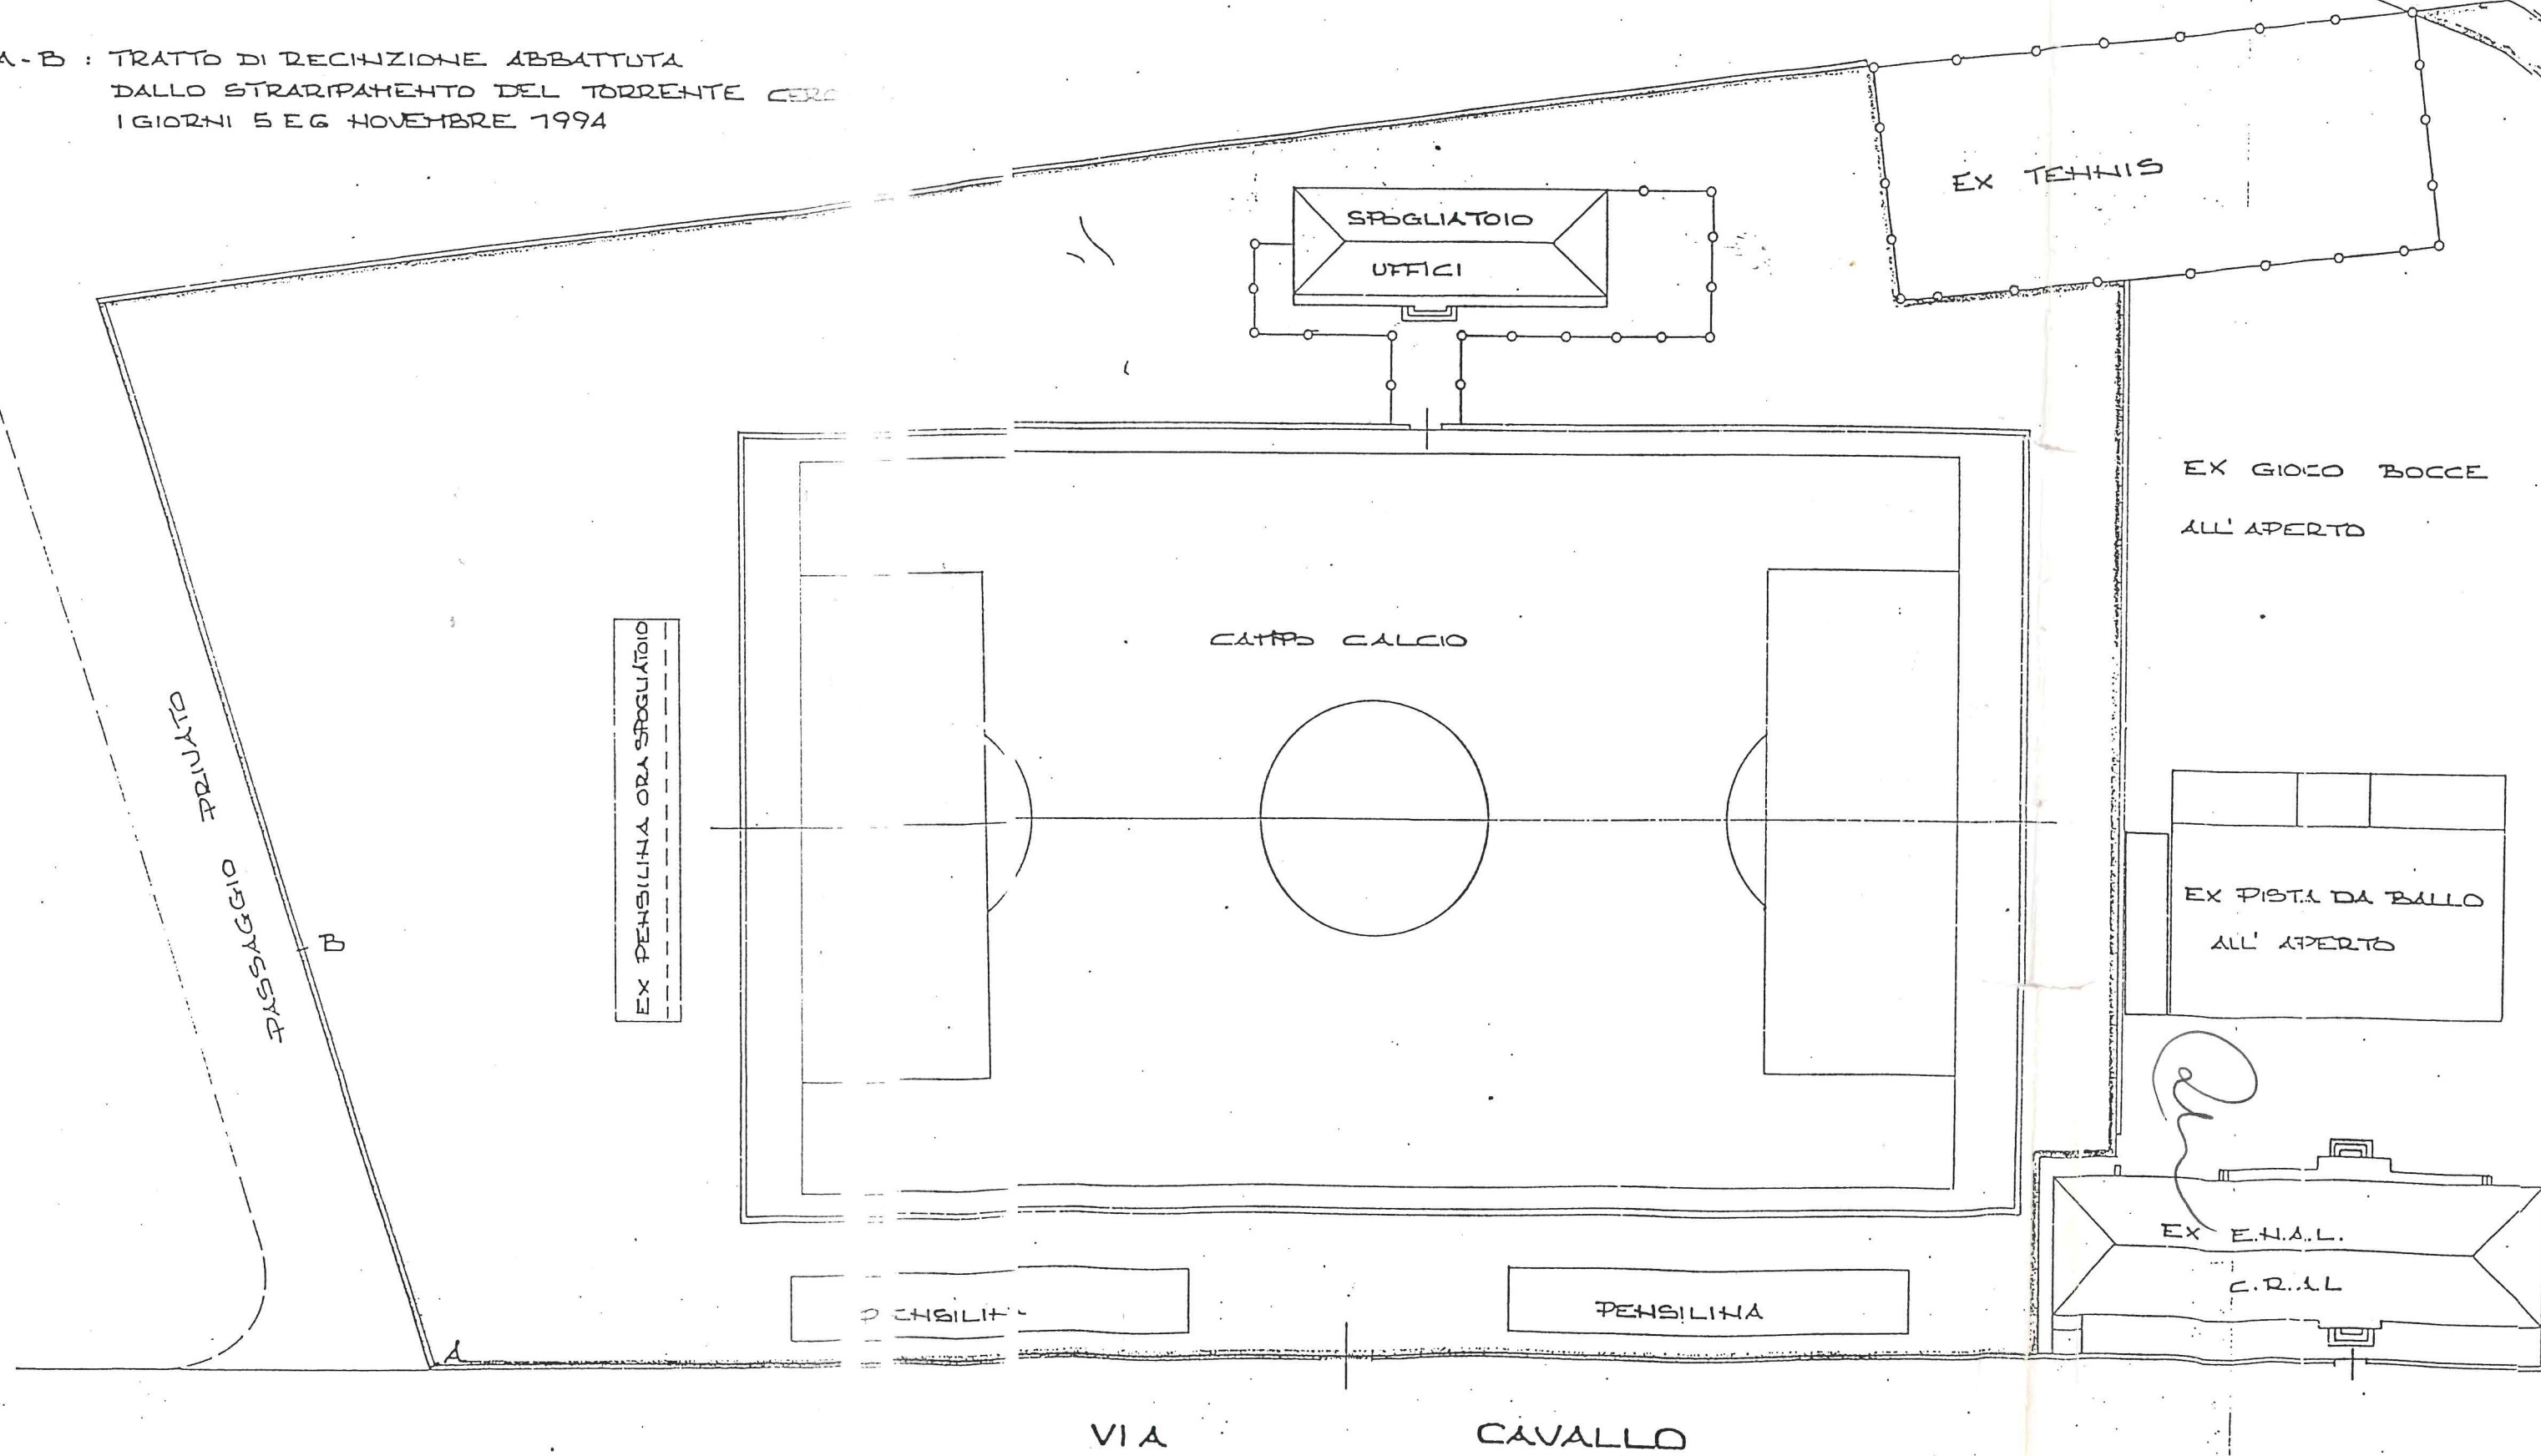 A-B : TRATTO DI RECINZIONE ABBATTUTA
DALLO STRARIPAMENTO DEL TORRENTE
I GIORNI 5 E 6 NOVEMBRE 1994
EX TENNIS
SPOGLIATOIO
UFFICI
EX GIOCO BOCCE
ALL' APERTO
CAMPO CALCIO
EX PENSILINA ORA SPOGLIATOIO
PASSAGGIO PRIVATO
B
EX PISTA DA BALLO
ALL' APERTO
EX E.N.A.L.
C.R.A.L
PENSILINA
PENSILINA
A
VIA CAVALLO